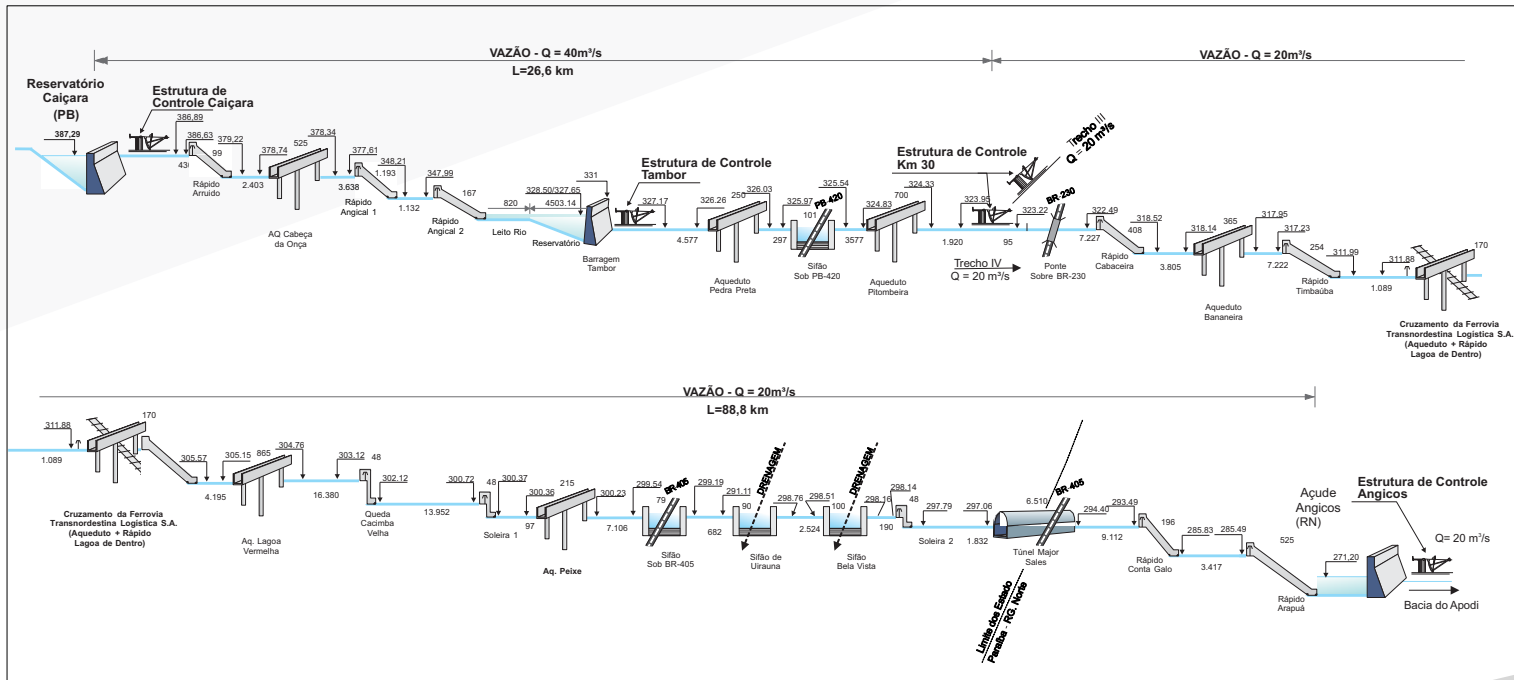 VAZÃO - Q = 40m³/s
L=26,6 km
VAZÃO - Q = 20m³/s
Reservatório
Caiçara
(PB)
387,29
Estrutura de
Controle Caiçara
386,89
386,63
99
Rápido
Arruído
379,22
2.403
378,74
525
AQ Cabeça
da Onça
378,34
3.638
377,61
1.193
Rápido
Angical 1
348,21
1.132
347,99
167
Rápido
Angical 2
820
Leito Rio
328.50/327.65
4503.14
Reservatório
331
Barragem
Tambor
Estrutura de Controle
Tambor
327.17
4.577
326.26
250
Aqueduto
Pedra Preta
326.03
297
325.97
101
PB-420
Sifão
Sob PB-420
325.54
3577
324.83
700
Aqueduto
Pitombeira
324.33
1.920
Estrutura de Controle
Km 30
323.95
Trecho III
Q = 20 m³/s
Trecho IV
Q = 20 m³/s
95
323.22
BR-230
Ponte
Sobre BR-230
7.227
322.49
408
Rápido
Cabaceira
318.52
3.805
318.14
365
Aqueduto
Bananeira
317.95
7.222
317.23
254
Rápido
Timbaúba
311.99
1.089
311.88
170
Cruzamento da Ferrovia
Transnordestina Logística S.A.
(Aqueduto + Rápido
Lagoa de Dentro)
VAZÃO - Q = 20m³/s
L=88,8 km
311.88
1.089
170
Cruzamento da Ferrovia
Transnordestina Logística S.A.
(Aqueduto + Rápido
Lagoa de Dentro)
305.57
4.195
305.15
865
Aq. Lagoa
Vermelha
304.76
16.380
303.12
48
302.12
Queda
Cacimba
Velha
13.952
300.72
48
300.37
Soleira 1
97
300.36
215
Aq. Peixe
300.23
7.106
299.54
79
BR-405
Sifão
Sob BR-405
299.19
682
291.11
90
DRENAGEM
Sifão de
Uirauna
298.76
298.51
2.524
100
DRENAGEM
Sifão
Bela Vista
298.16
190
298.14
48
297.79
Soleira 2
297.06
1.832
6.510
BR-405
Túnel Major
Sales
Limite dos Estado
Paraíba - RG. Norte
294.40
9.112
293.49
196
Rápido
Conta Galo
285.83
3.417
285.49
525
Rápido
Arapuá
Açude
Angicos
(RN)
271,20
Estrutura de Controle
Angicos
Q= 20 m³/s
Bacia do Apodi